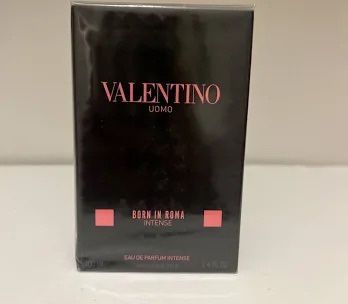 VALENTINO
UOMO
BORN IN ROMA
INTENSE
EAU DE PARFUM INTENSE